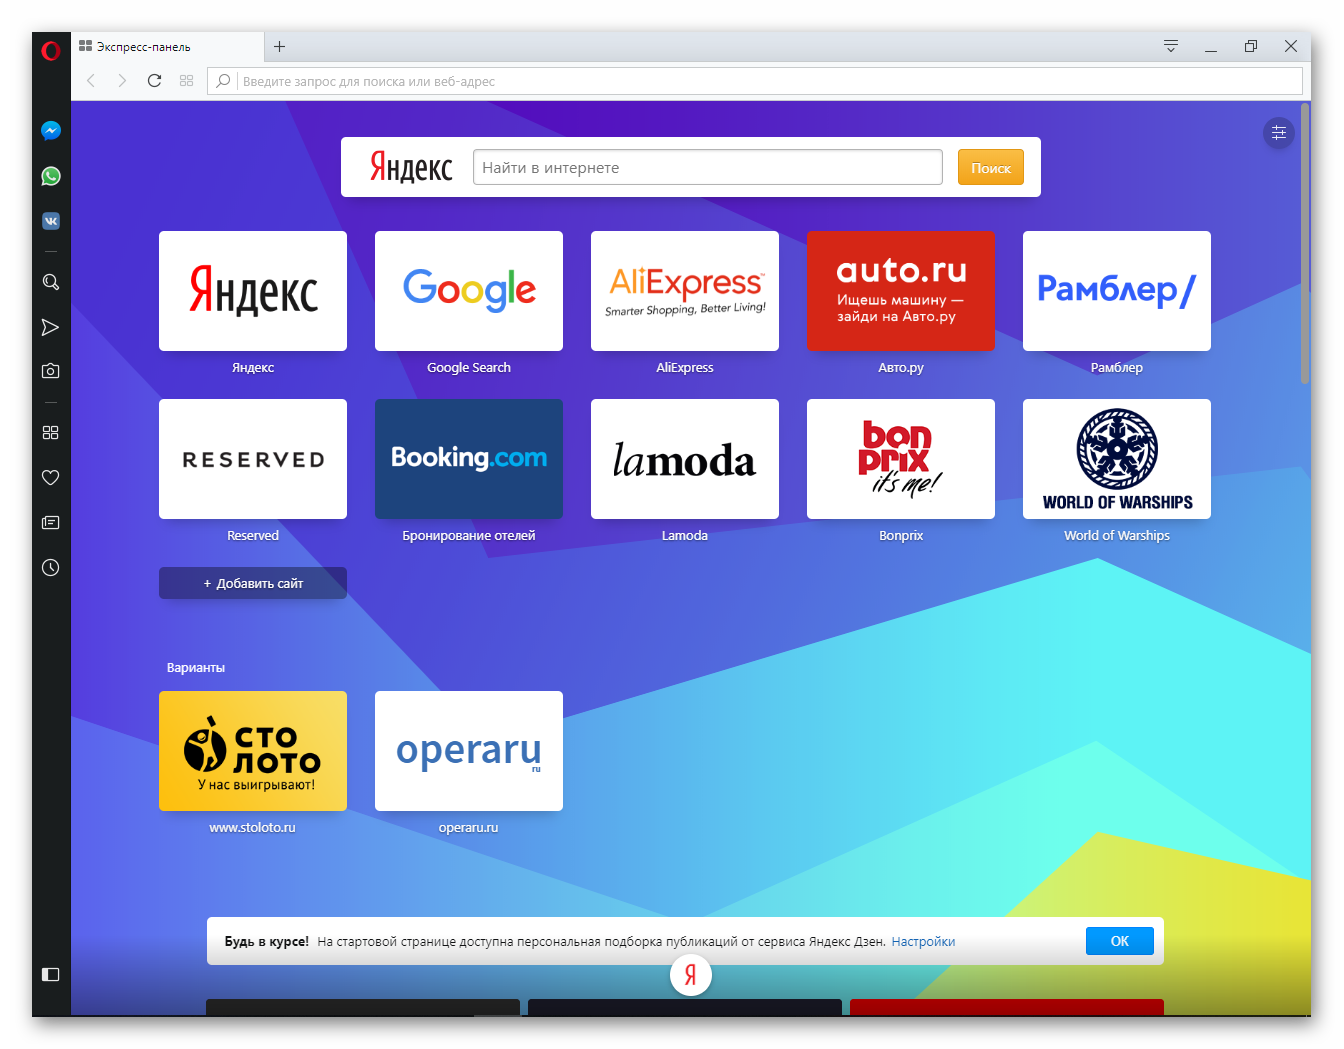 Экспресс-панель
Введите запрос для поиска или веб-адрес
Яндекс
Найти в интернете
Поиск
Яндекс
Google
AliExpress™
Smarter Shopping, Better Living!
auto.ru
Ищешь машину —
зайди на Авто.ру
Рамблер/
Яндекс
Google Search
AliExpress
Авто.ру
Рамблер
RESERVED
Booking.com
lamoda
bon
prix
it's me!
WORLD OF WARSHIPS
Reserved
Бронирование отелей
Lamoda
Bonprix
World of Warships
+ Добавить сайт
Варианты
СТО
ЛОТО
У нас выигрывают!
operaru
ru
www.stoloto.ru
operaru.ru
Будь в курсе! На стартовой странице доступна персональная подборка публикаций от сервиса Яндекс Дзен. Настройки
OK
Я